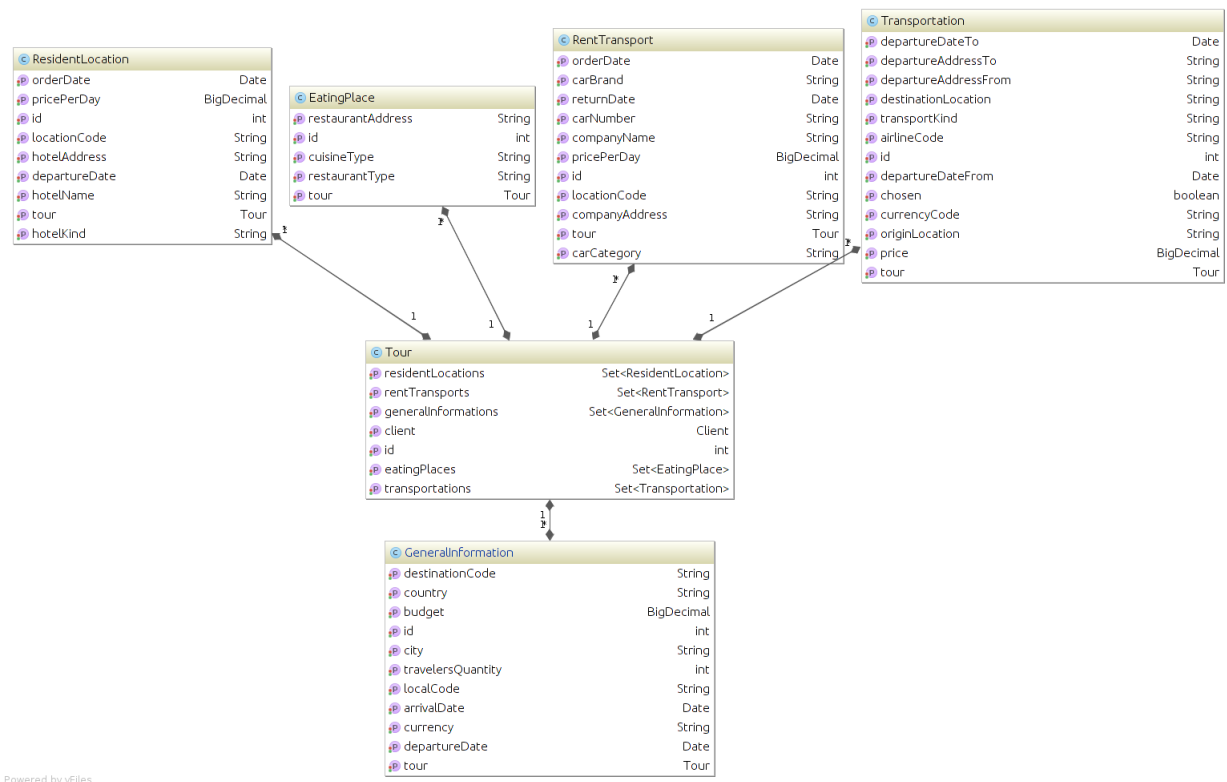 ResidentLocation
orderDate Date
pricePerDay BigDecimal
id int
locationCode String
hotelAddress String
departureDate Date
hotelName String
tour Tour
hotelKind String
EatingPlace
restaurantAddress String
id int
cuisineType String
restaurantType String
tour Tour
RentTransport
orderDate Date
carBrand String
returnDate Date
carNumber String
companyName String
pricePerDay BigDecimal
id int
locationCode String
companyAddress String
tour Tour
carCategory String
Transportation
departureDateTo Date
departureAddressTo String
departureAddressFrom String
destinationLocation String
transportKind String
airlineCode String
id int
departureDateFrom Date
chosen boolean
currencyCode String
originLocation String
price BigDecimal
tour Tour
1
1
1
1
Tour
residentLocations Set<ResidentLocation>
rentTransports Set<RentTransport>
generalInformations Set<GeneralInformation>
client Client
id int
eatingPlaces Set<EatingPlace>
transportations Set<Transportation>
1
GeneralInformation
destinationCode String
country String
budget BigDecimal
id int
city String
travelersQuantity int
localCode String
arrivalDate Date
currency String
departureDate Date
tour Tour
Powered by yFiles